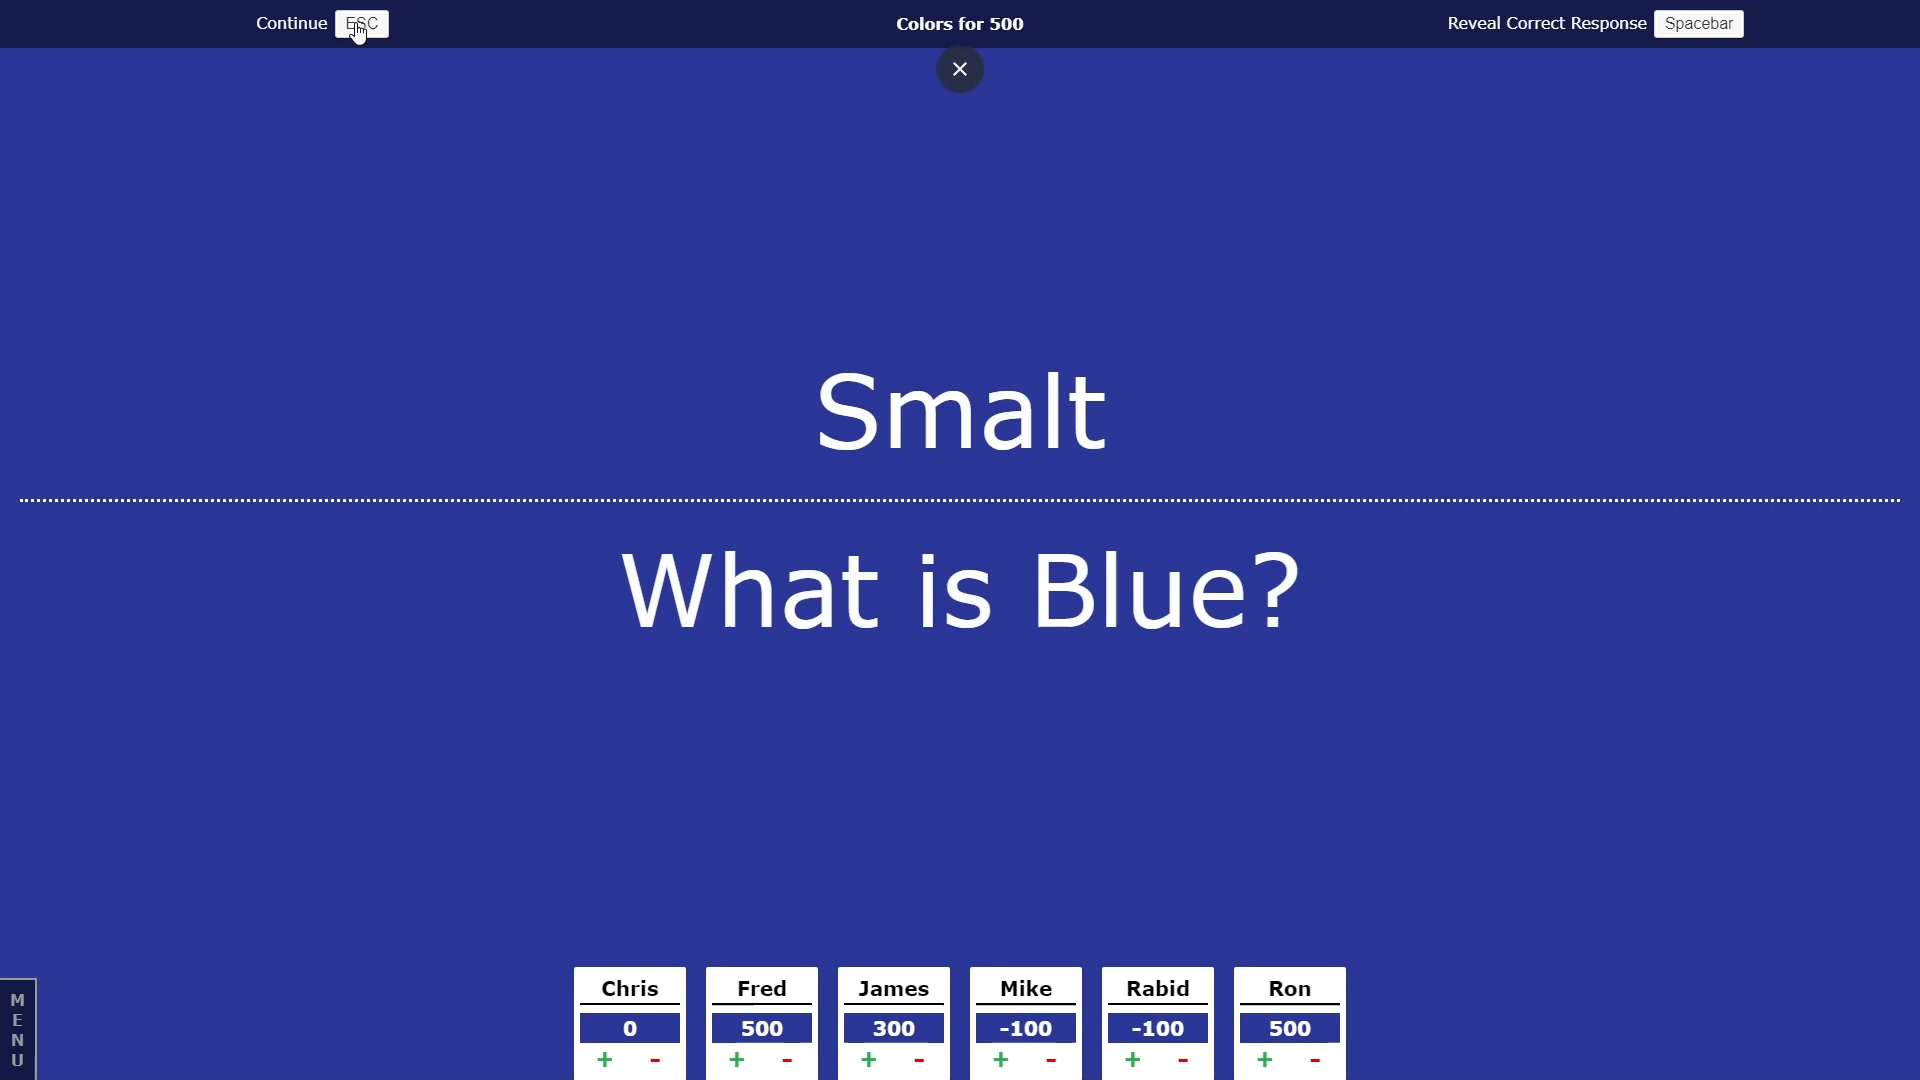 Continue ESC Colors for 500 Reveal Correct Response Spacebar
Smalt
What is Blue?
Chris Fred James Mike Rabid Ron
0 500 300 -100 -100 500
+ - + - + - + - + - + -
MENU